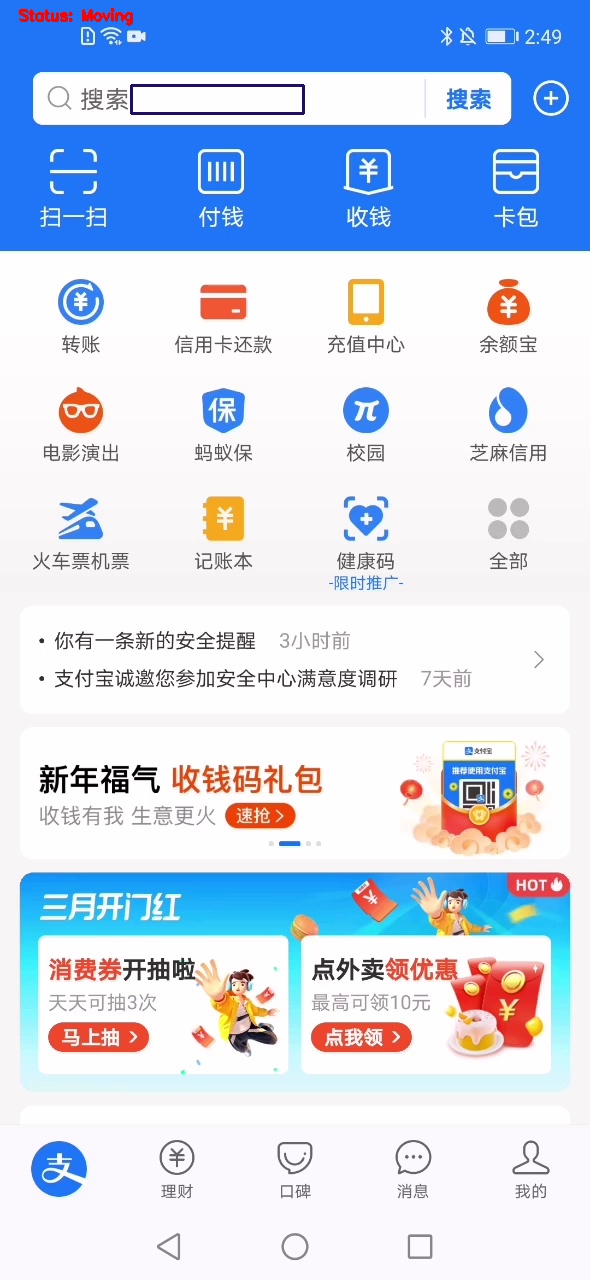 Status: Moving
2:49
搜索
搜索
扫一扫 付钱 收钱 卡包
转账 信用卡还款 充值中心 余额宝
保
电影演出 蚂蚁保 校园 芝麻信用
火车票机票 记账本 健康码 全部
-限时推广-
• 你有一条新的安全提醒 3小时前
• 支付宝诚邀您参加安全中心满意度调研 7天前
支付宝
推荐使用支付宝
新年福气 收钱码礼包
收钱有我 生意更火 速抢 >
三月开门红
HOT
消费券开抽啦
天天可抽3次
马上抽 >
点外卖领优惠
最高可领10元
点我领 >
支
理财 口碑 消息 我的